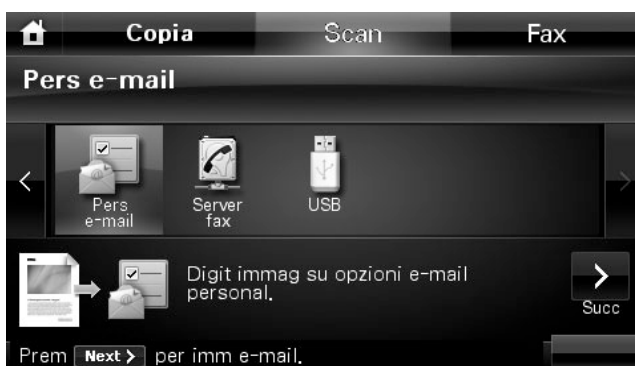 Copia Scan Fax
Pers e-mail
Pers
e-mail
Server
fax
USB
Digit immag su opzioni e-mail
personal.
Succ
Prem Next > per imm e-mail.